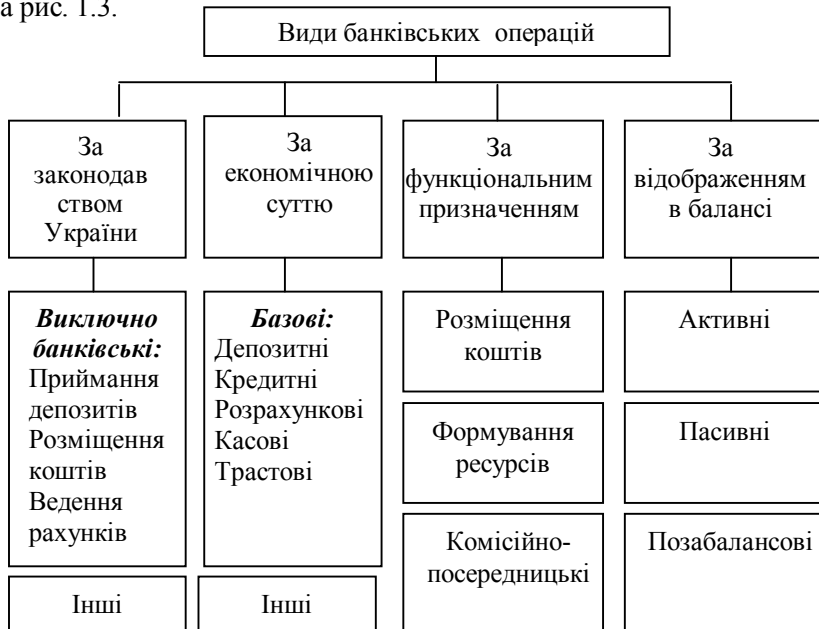 а рис. 1.3.
Види банківських операцій
За
законодав
ством
України
За
економічною
суттю
За
функціональним
призначенням
За
відображенням
в балансі
Виключно
банківські:
Приймання
депозитів
Розміщення
коштів
Ведення
рахунків
Інші
Базові:
Депозитні
Кредитні
Розрахункові
Касові
Трастові
Інші
Розміщення
коштів
Формування
ресурсів
Комісійно-
посередницькі
Активні
Пасивні
Позабалансові